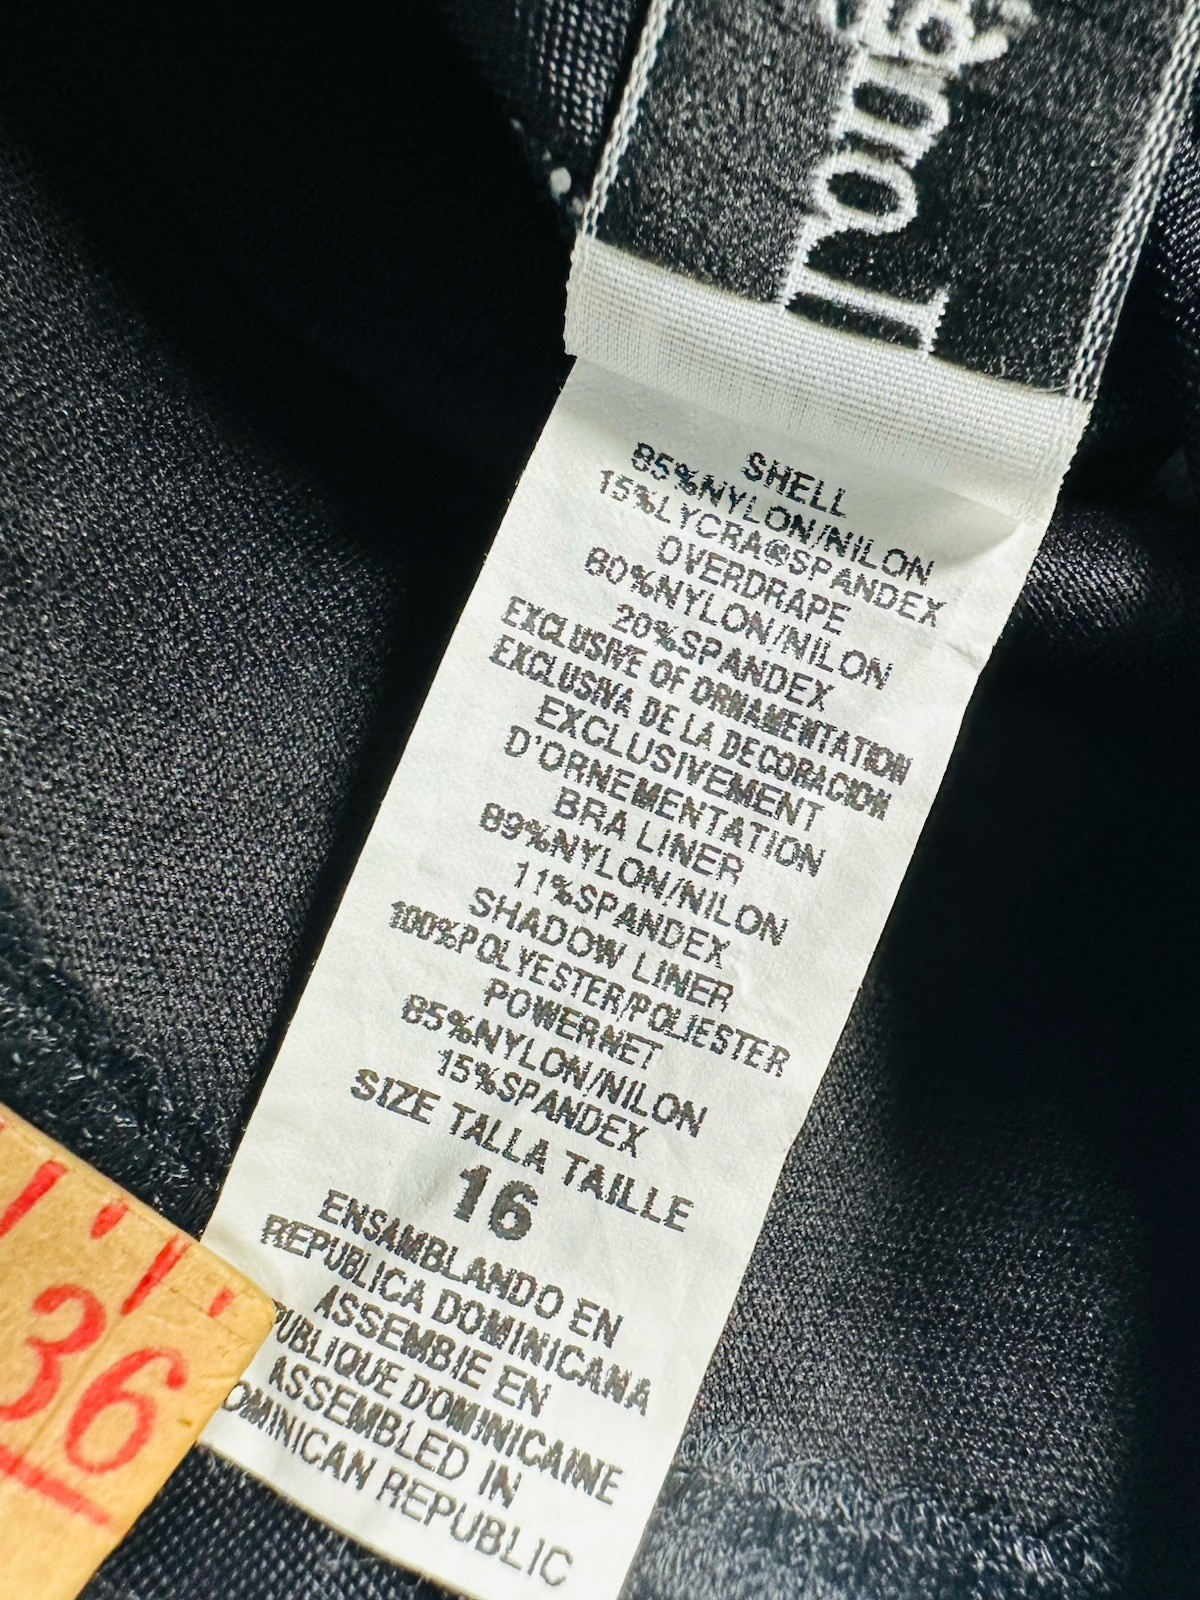 Long
SHELL
85%NYLON/NILON
15%LYCRA®SPANDEX
OVERDRAPE
80%NYLON/NILON
20%SPANDEX
EXCLUSIVE OF ORNAMENTATION
EXCLUSIVA DE LA DECORACION
EXCLUSIVEMENT
D'ORNEMENTATION
BRA LINER
89%NYLON/NILON
11%SPANDEX
SHADOW LINER
100%POLYESTER/POLIESTER
POWERNET
85%NYLON/NILON
15%SPANDEX
SIZE TALLA TAILLE
16
ENSAMBLANDO EN
REPUBLICA DOMINICANA
ASSEMBIE EN
PUBLIQUE DOMINICAINE
ASSEMBLED IN
OMINICAN REPUBLIC
36